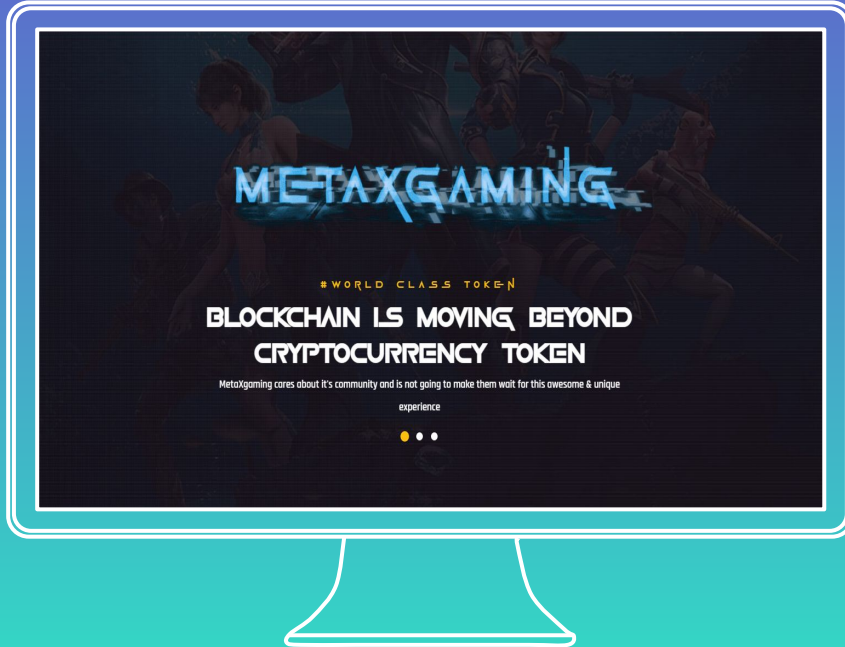 METAXGAMING
#WORLD CLASS TOKEN
BLOCKCHAIN IS MOVING BEYOND
CRYPTOCURRENCY TOKEN
MetaXgaming cares about it's community and is not going to make them wait for this awesome & unique
experience